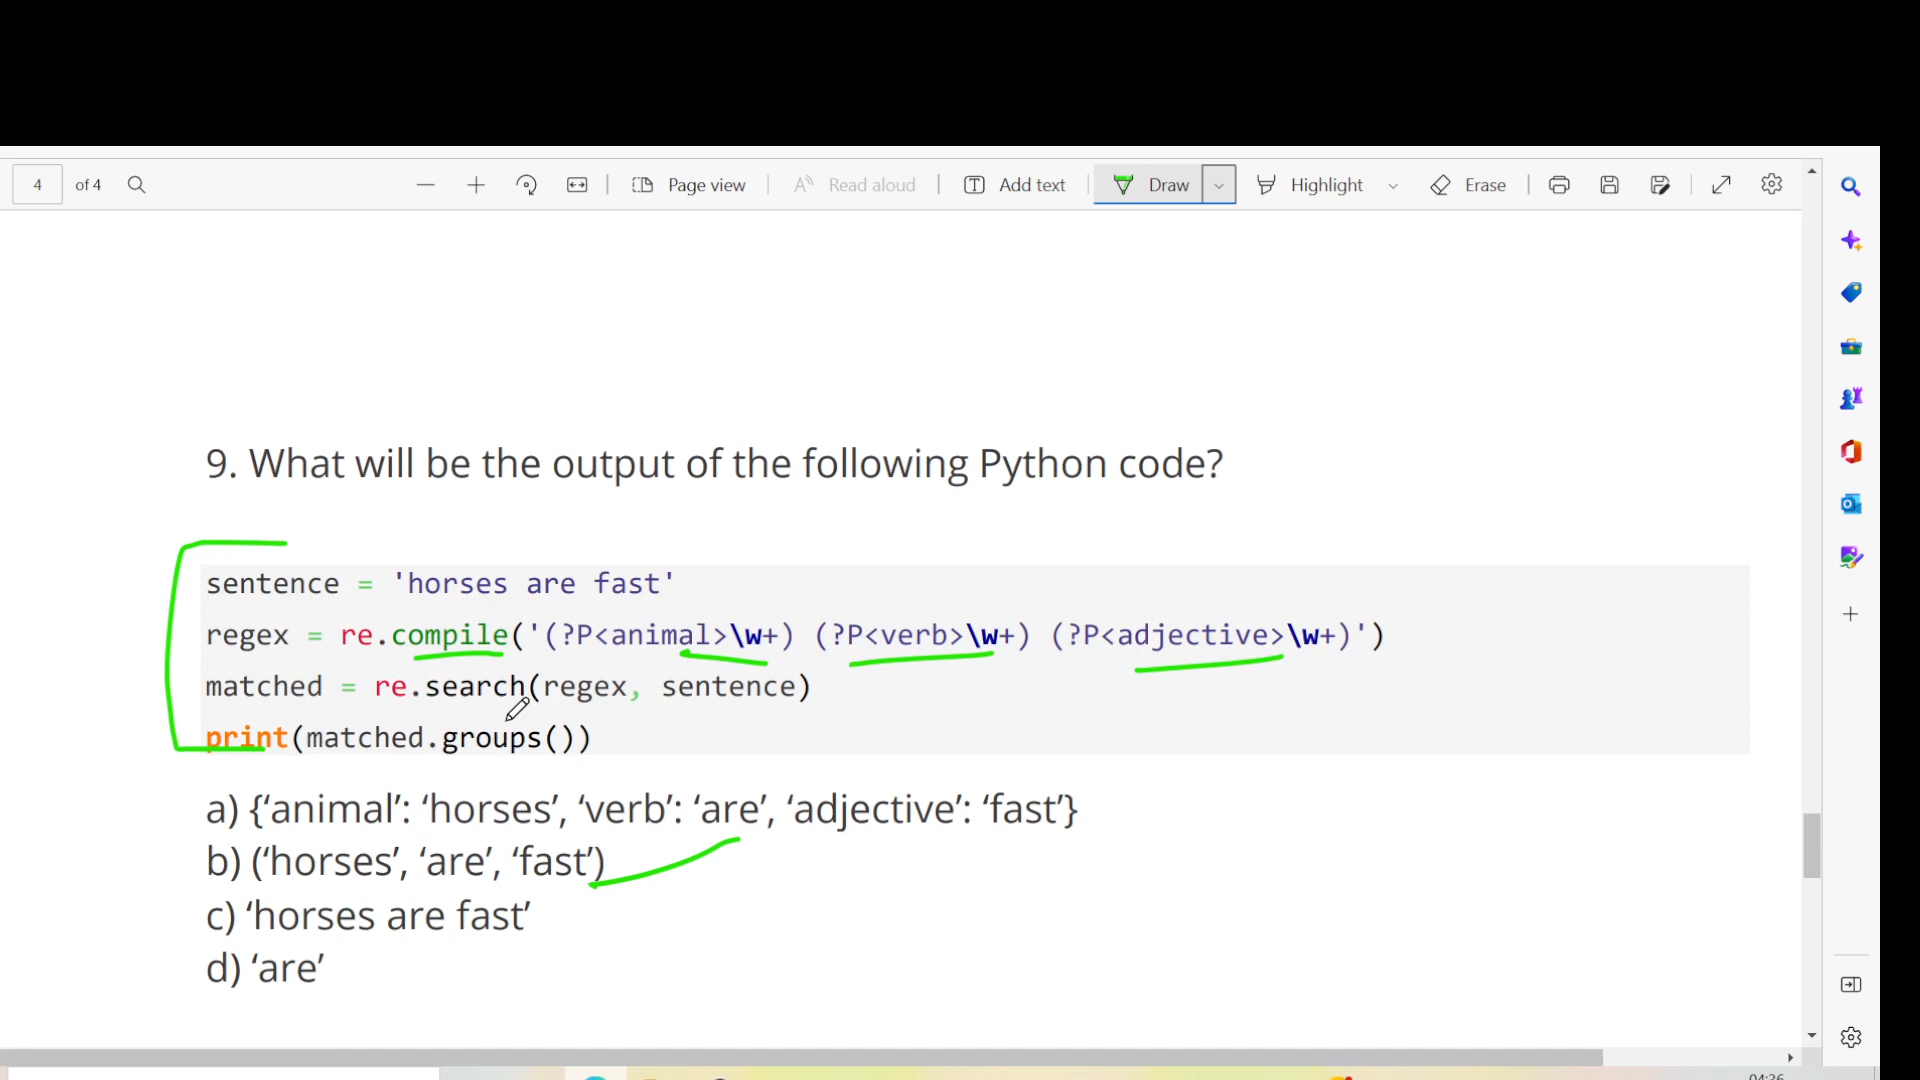 4 of 4 Page view Read aloud Add text Draw Highlight Erase
9. What will be the output of the following Python code?
sentence = 'horses are fast'
regex = re.compile('(?P<animal>\w+) (?P<verb>\w+) (?P<adjective>\w+)')
matched = re.search(regex, sentence)
print(matched.groups())
a) {‘animal’: ‘horses’, ‘verb’: ‘are’, ‘adjective’: ‘fast’}
b) (‘horses’, ‘are’, ‘fast’)
c) ‘horses are fast’
d) ‘are’